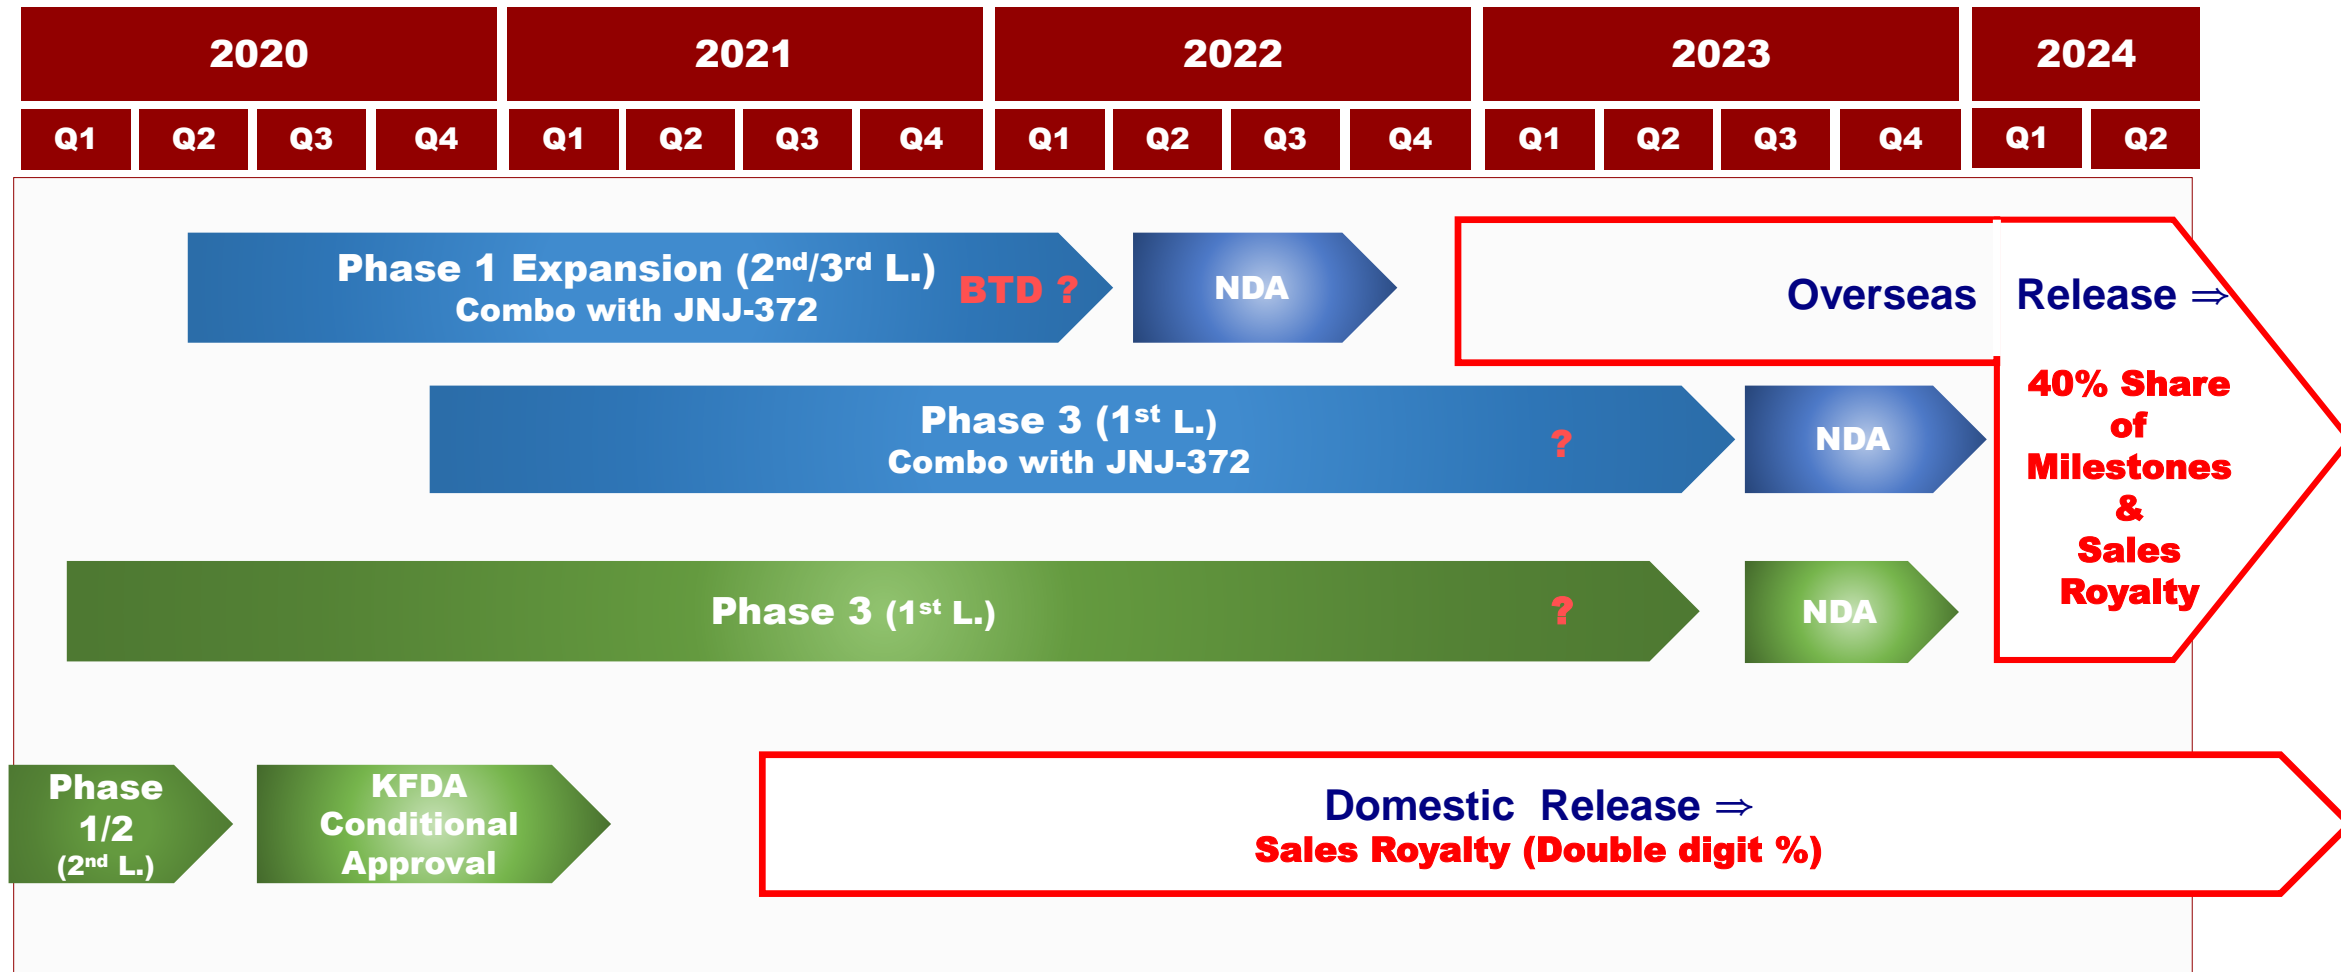 2020 2021 2022 2023 2024
Q1 Q2 Q3 Q4 Q1 Q2 Q3 Q4 Q1 Q2 Q3 Q4 Q1 Q2 Q3 Q4 Q1 Q2
Phase 1 Expansion (2nd/3rd L.)
Combo with JNJ-372
BTD ?
NDA
Overseas Release ⇒
Phase 3 (1st L.)
Combo with JNJ-372
?
NDA
40% Share
of
Milestones
&
Sales
Royalty
Phase 3 (1st L.)
?
NDA
Phase
1/2
(2nd L.)
KFDA
Conditional
Approval
Domestic Release ⇒
Sales Royalty (Double digit %)